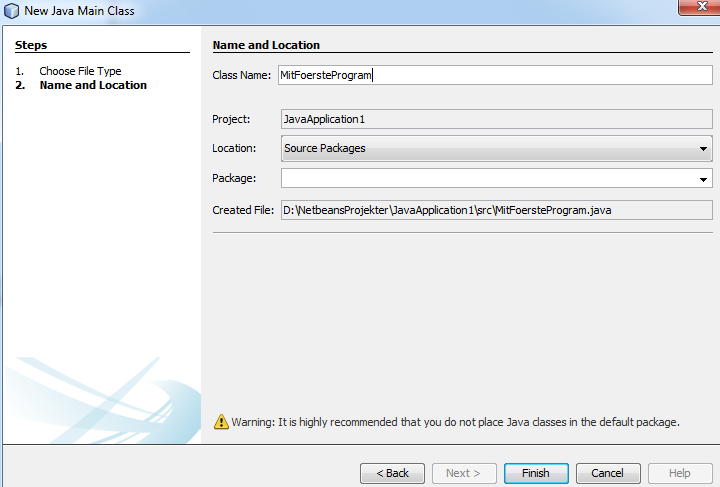 New Java Main Class
Steps
1. Choose File Type
2. Name and Location
Name and Location
Class Name: MitFoersteProgram
Project: JavaApplication1
Location: Source Packages
Package:
Created File: D:\NetbeansProjekter\JavaApplication1\src\MitFoersteProgram.java
Warning: It is highly recommended that you do not place Java classes in the default package.
< Back Next > Finish Cancel Help